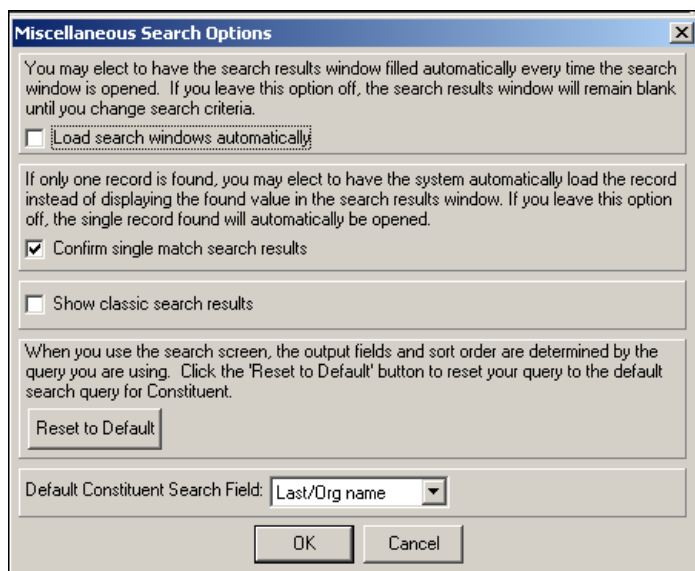 Miscellaneous Search Options
You may elect to have the search results window filled automatically every time the search
window is opened.  If you leave this option off, the search results window will remain blank
until you change search criteria.
Load search windows automatically
If only one record is found, you may elect to have the system automatically load the record
instead of displaying the found value in the search results window. If you leave this option
off, the single record found will automatically be opened.
Confirm single match search results
Show classic search results
When you use the search screen, the output fields and sort order are determined by the
query you are using.  Click the 'Reset to Default' button to reset your query to the default
search query for Constituent.
Reset to Default
Default Constituent Search Field: Last/Org name
OK Cancel